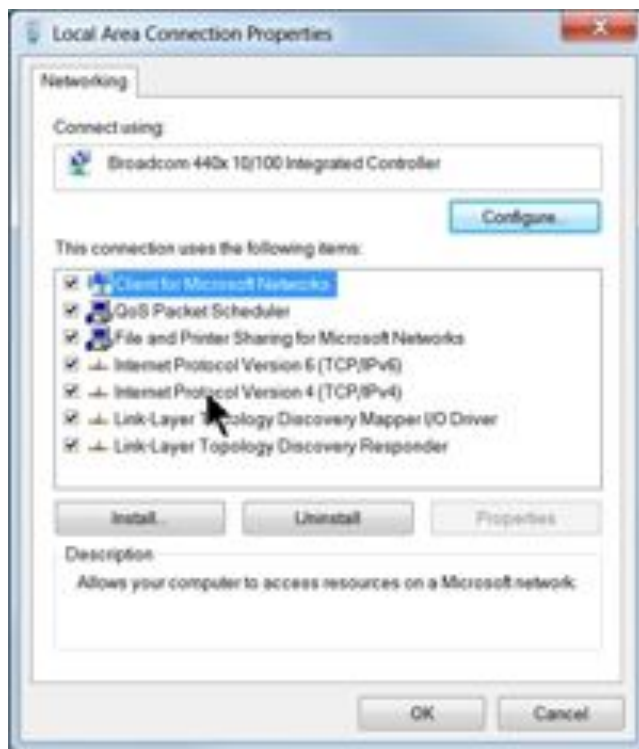 Local Area Connection Properties
Networking
Connect using:
Broadcom 440x 10/100 Integrated Controller
Configure...
This connection uses the following items:
Client for Microsoft Networks
QoS Packet Scheduler
File and Printer Sharing for Microsoft Networks
Internet Protocol Version 6 (TCP/IPv6)
Internet Protocol Version 4 (TCP/IPv4)
Link-Layer Topology Discovery Mapper I/O Driver
Link-Layer Topology Discovery Responder
Install...
Uninstall
Properties
Description
Allows your computer to access resources on a Microsoft network.
OK
Cancel